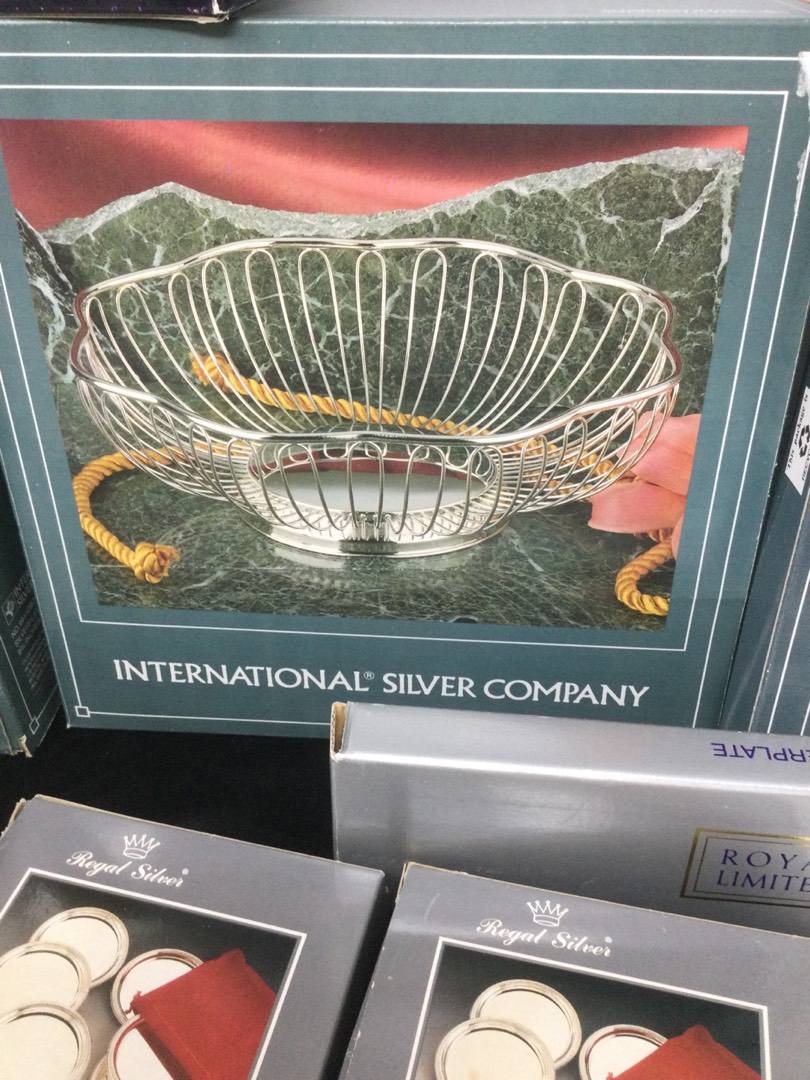 INTERNATIONAL® SILVER COMPANY
ROYA
LIMITE
Regal Silver®
Regal Silver®